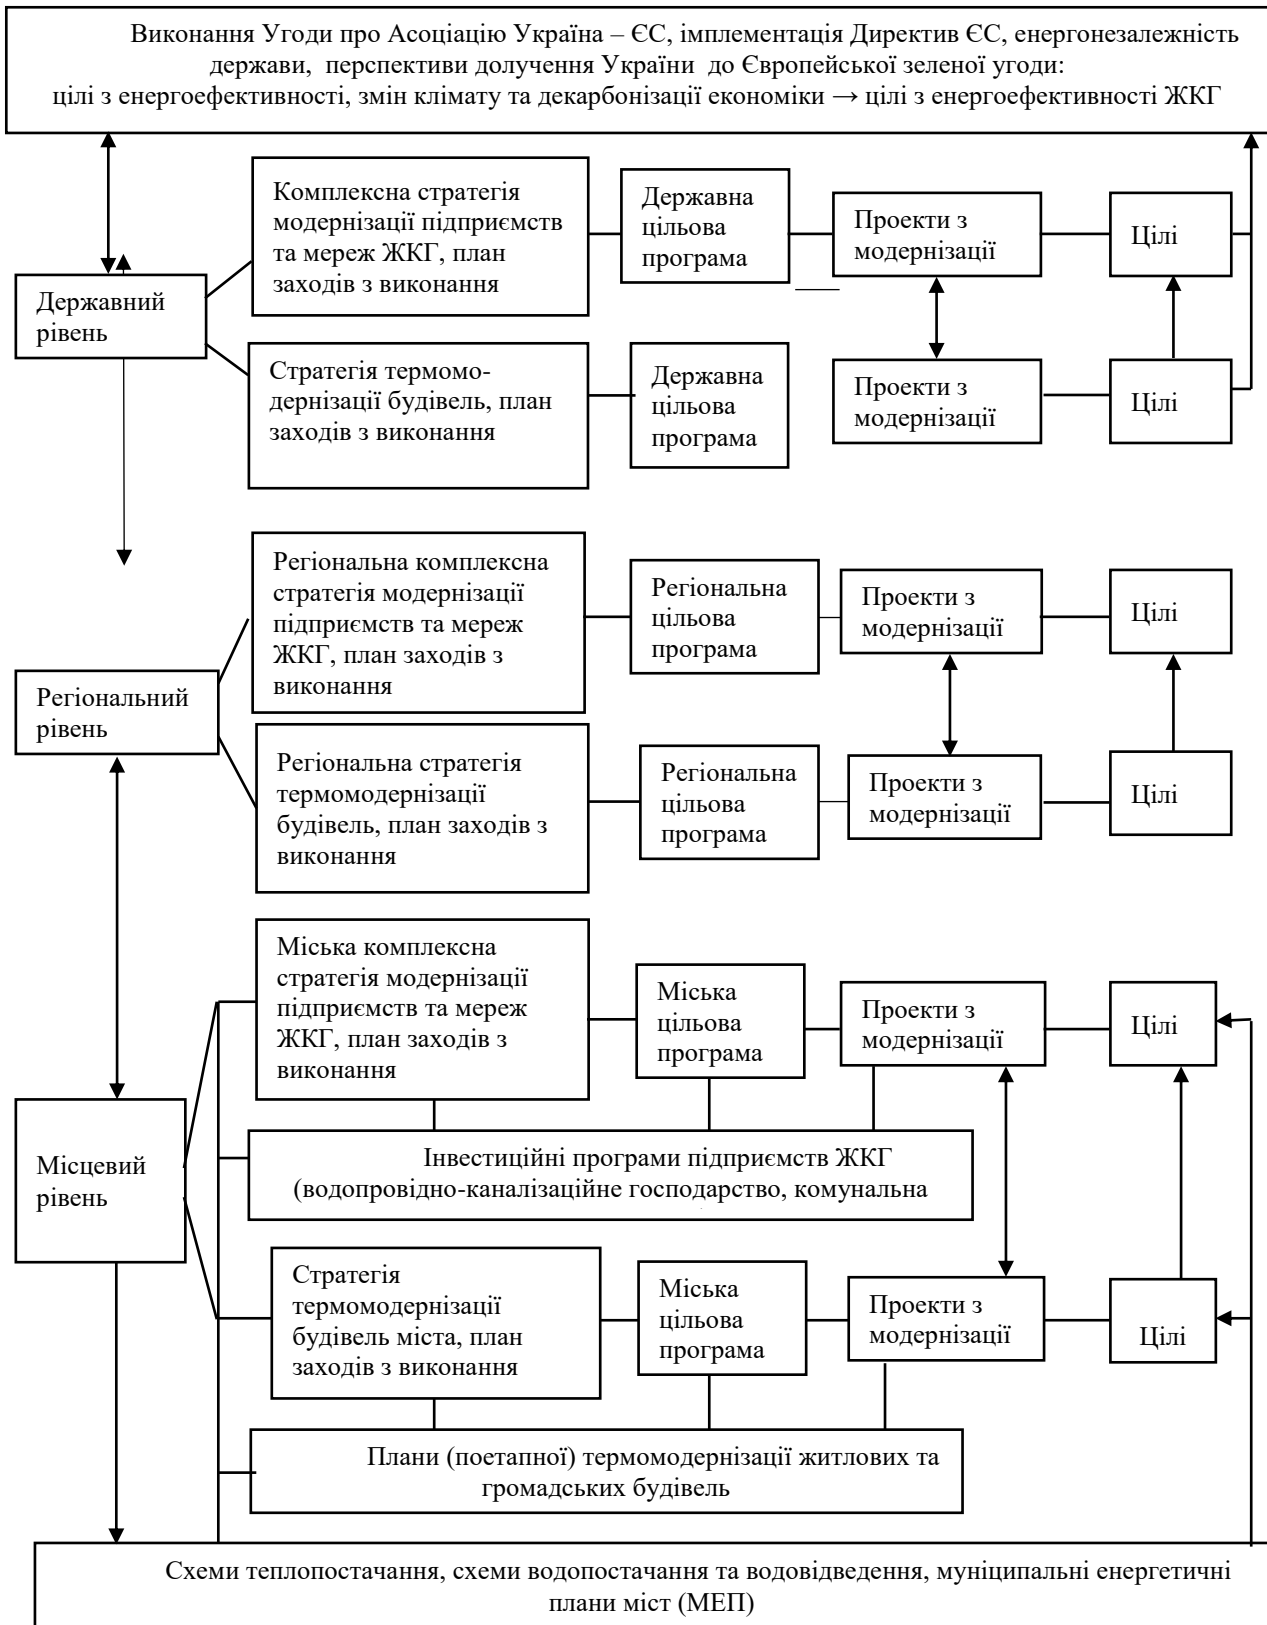 Виконання Угоди про Асоціацію Україна – ЄС, імплементація Директив ЄС, енергонезалежність
держави, перспективи долучення України до Європейської зеленої угоди:
цілі з енергоефективності, змін клімату та декарбонізації економіки → цілі з енергоефективності ЖКГ
Державний
рівень
Комплексна стратегія
модернізації підприємств
та мереж ЖКГ, план
заходів з виконання
Державна
цільова
програма
Проекти з
модернізації
Цілі
Стратегія термомо-
дернізації будівель, план
заходів з виконання
Державна
цільова
програма
Проекти з
модернізації
Цілі
Регіональний
рівень
Регіональна комплексна
стратегія модернізації
підприємств та мереж
ЖКГ, план заходів з
виконання
Регіональна
цільова
програма
Проекти з
модернізації
Цілі
Регіональна стратегія
термомодернізації
будівель, план заходів з
виконання
Регіональна
цільова
програма
Проекти з
модернізації
Цілі
Місцевий
рівень
Міська комплексна
стратегія модернізації
підприємств та мереж
ЖКГ, план заходів з
виконання
Міська
цільова
програма
Проекти з
модернізації
Цілі
Інвестиційні програми підприємств ЖКГ
(водопровідно-каналізаційне господарство, комунальна
Стратегія
термомодернізації
будівель міста, план
заходів з виконання
Міська
цільова
програма
Проекти з
модернізації
Цілі
Плани (поетапної) термомодернізації житлових та
громадських будівель
Схеми теплопостачання, схеми водопостачання та водовідведення, муніципальні енергетичні
плани міст (МЕП)